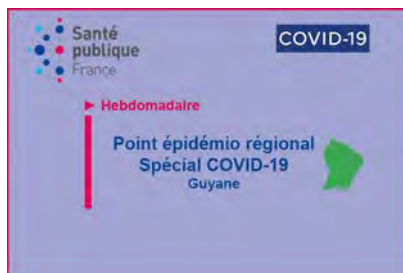 Santé
publique
France
COVID-19
► Hebdomadaire
Point épidémio régional
Spécial COVID-19
Guyane